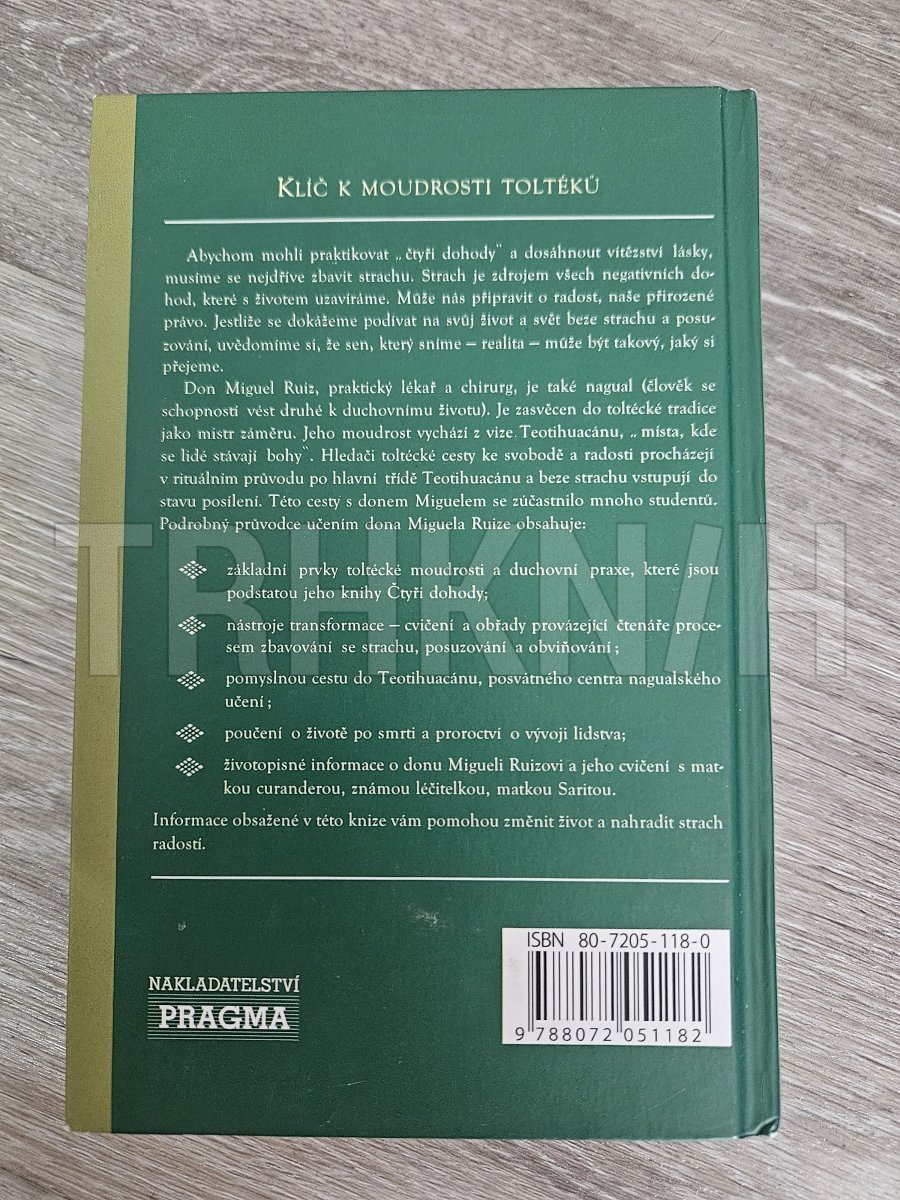 KLÍČ K MOUDROSTI TOLTÉKŮ
Abychom mohli praktikovat „čtyři dohody" a dosáhnout vítězství lásky,
musíme se nejdříve zbavit strachu. Strach je zdrojem všech negativních do-
hod, které s životem uzavíráme. Může nás připravit o radost, naše přirozené
právo. Jestliže se dokážeme podívat na svůj život a svět beze strachu a posu-
zování, uvědomíme si, že sen, který sníme – realita – může být takový, jaký si
přejeme.
Don Miguel Ruiz, praktický lékař a chirurg, je také nagual (člověk se
schopností vést druhé k duchovnímu životu). Je zasvěcen do toltécké tradice
jako mistr záměru. Jeho moudrost vychází z vize Teotihuacánu, „místa, kde
se lidé stávají bohy". Hledači toltécké cesty ke svobodě a radosti procházejí
v rituálním průvodu po hlavní třídě Teotihuacánu a beze strachu vstupují do
stavu posílení. Této cesty s donem Miguelem se zúčastnilo mnoho studentů.
Podrobný průvodce učením dona Miguela Ruize obsahuje:
základní prvky toltécké moudrosti a duchovní praxe, které jsou
podstatou jeho knihy Čtyři dohody;
nástroje transformace – cvičení a obřady provázející čtenáře proce-
sem zbavování se strachu, posuzování a obviňování;
pomyslnou cestu do Teotihuacánu, posvátného centra nagualského
učení;
poučení o životě po smrti a proroctví o vývoji lidstva;
životopisné informace o donu Migueli Ruizovi a jeho cvičení s mat-
kou curanderou, známou léčitelkou, matkou Saritou.
Informace obsažené v této knize vám pomohou změnit život a nahradit strach
radostí.
TRHKNIH
ISBN 80-7205-118-0
9 788072 051182
NAKLADATELSTVÍ
PRAGMA